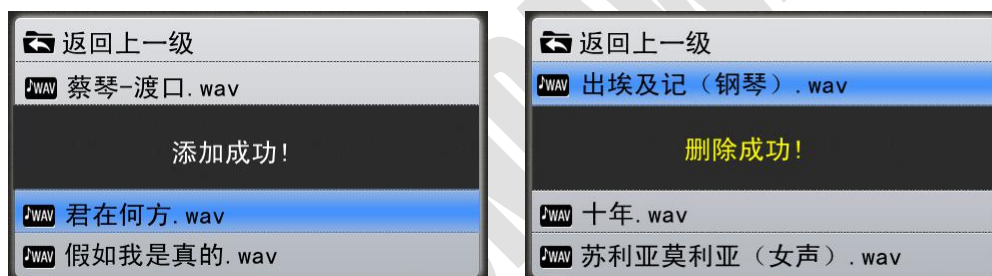 返回上一级
WAV 蔡琴-渡口.wav
添加成功!
WAV 君在何方.wav
WAV 假如我是真的.wav
返回上一级
WAV 出埃及记（钢琴）.wav
删除成功!
WAV 十年.wav
WAV 苏利亚莫利亚（女声）.wav